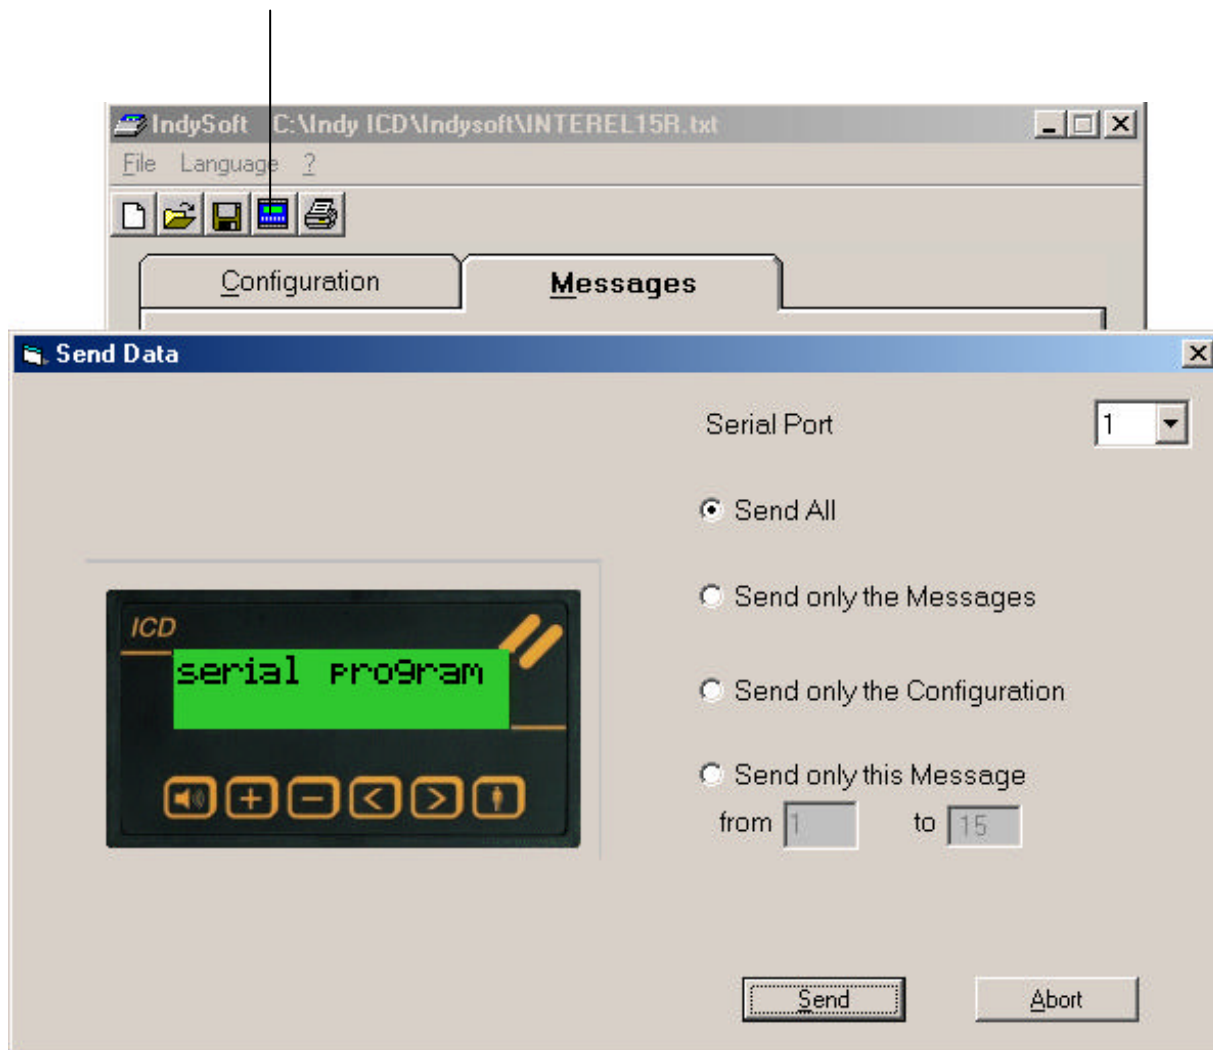 IndySoft C:\Indy ICD\Indysoft\INTEREL15R.txt
File Language ?
Configuration Messages
Send Data
Serial Port 1
Send All
Send only the Messages
Send only the Configuration
Send only this Message
from 1 to 15
ICD
serial program
Send Abort